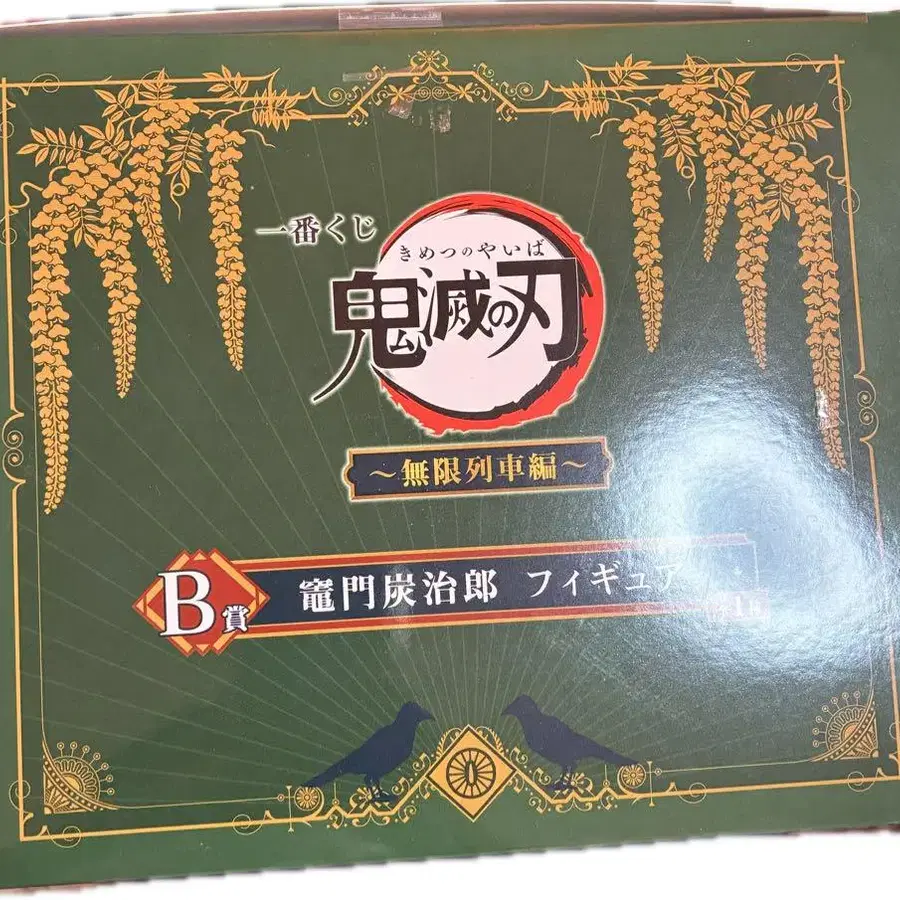 一番くじ
きめつのやいば
鬼滅の刃
～無限列車編～
B賞 竈門炭治郎 フィギュア